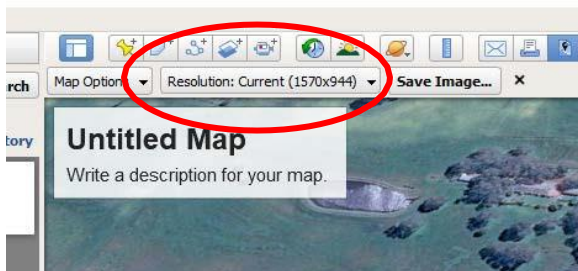 rch
Map Options
Resolution: Current (1570x944)
Save Image...
×
tory
Untitled Map
Write a description for your map.